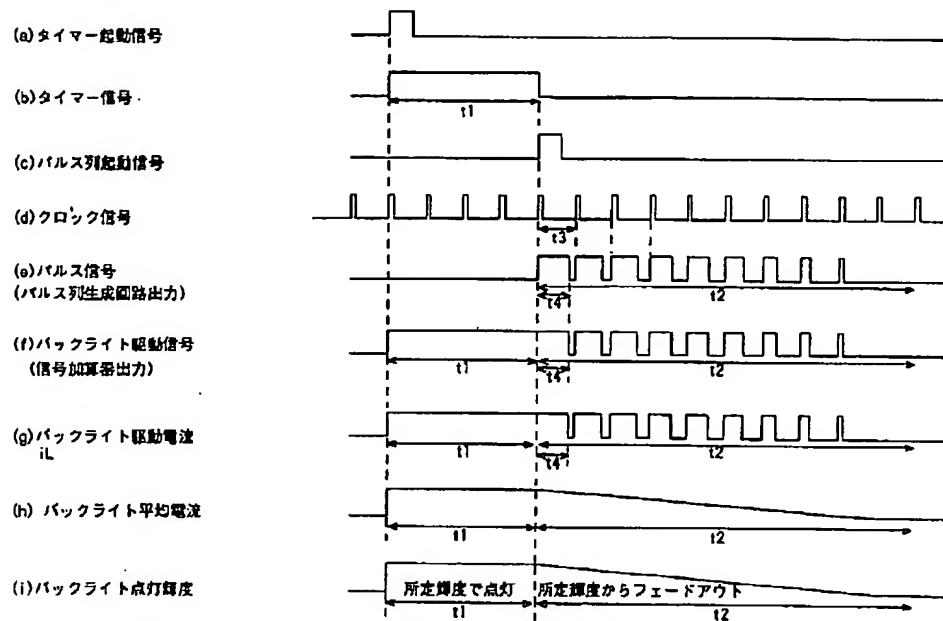 (a)タイマー起動信号
(b)タイマー信号
t1
(c)パルス列起動信号
(d)クロック信号
t3
(e)パルス信号
(パルス列生成回路出力)
t4
t2
(f)バックライト駆動信号
(信号加算器出力)
t1
t4
t2
(g)バックライト駆動電流
iL
t1
t4
t2
(h) バックライト平均電流
t1
t2
(i)バックライト点灯輝度
所定輝度で点灯
所定輝度からフェードアウト
t1
t2